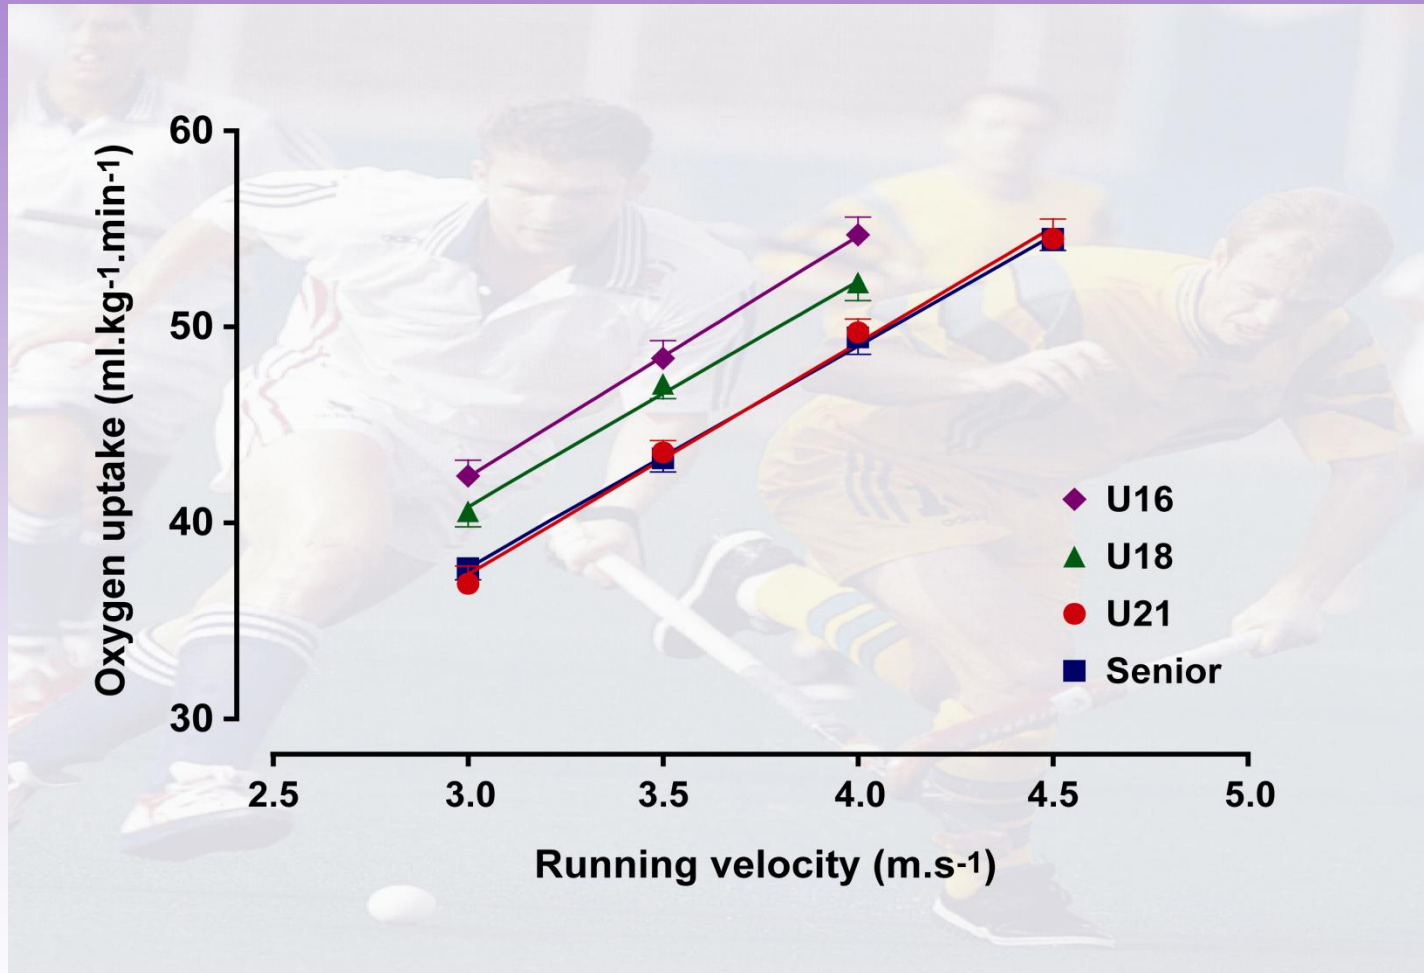 60
50
40
30
Oxygen uptake (ml.kg-1.min-1)
U16
U18
U21
Senior
2.5 3.0 3.5 4.0 4.5 5.0
Running velocity (m.s-1)